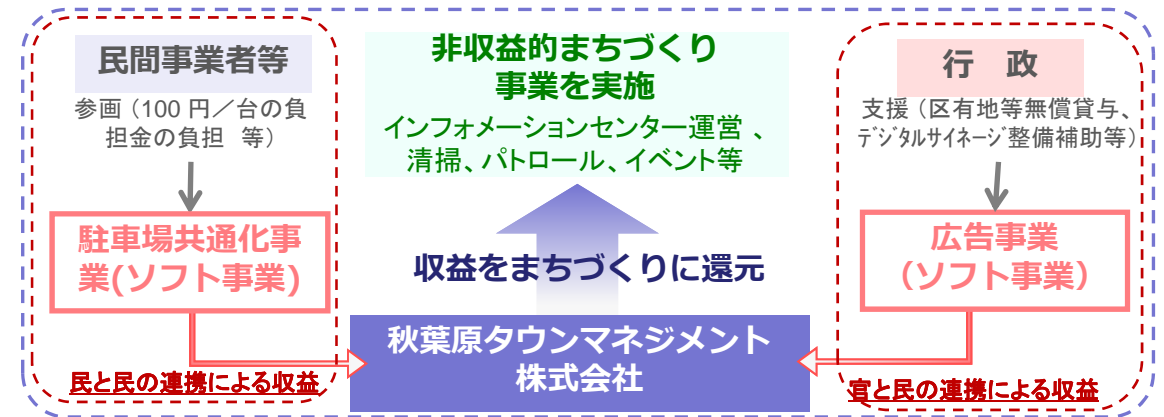 民間事業者等
参画（100 円／台の負
担金の負担 等）
駐車場共通化事
業(ソフト事業)
民と民の連携による収益
非収益的まちづくり
事業を実施
インフォメーションセンター運営 、
清掃、パトロール、イベント等
収益をまちづくりに還元
秋葉原タウンマネジメント
株式会社
行 政
支援（区有地等無償貸与、
ﾃﾞｼﾞﾀﾙｻｲﾈｰｼﾞ整備補助等）
広告事業
（ソフト事業）
官と民の連携による収益